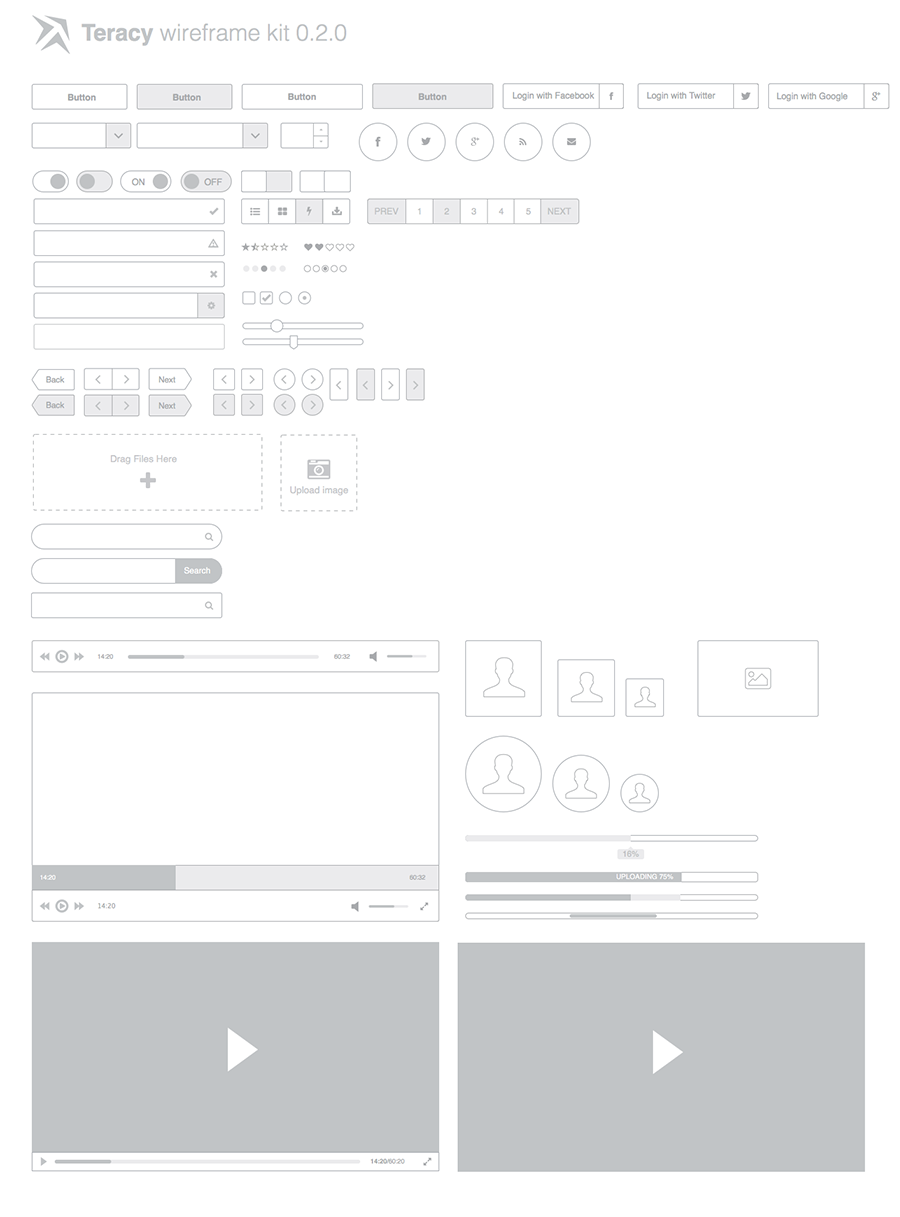 Teracy wireframe kit 0.2.0
Button Button Button Button Login with Facebook f Login with Twitter Login with Google g+
f g+
ON OFF
PREV 1 2 3 4 5 NEXT
Back Next
Back Next
Drag Files Here
Upload image
Search
14:20 60:32
18%
14:20 60:32
UPLOADING 75%
14:20
14:20/60:20